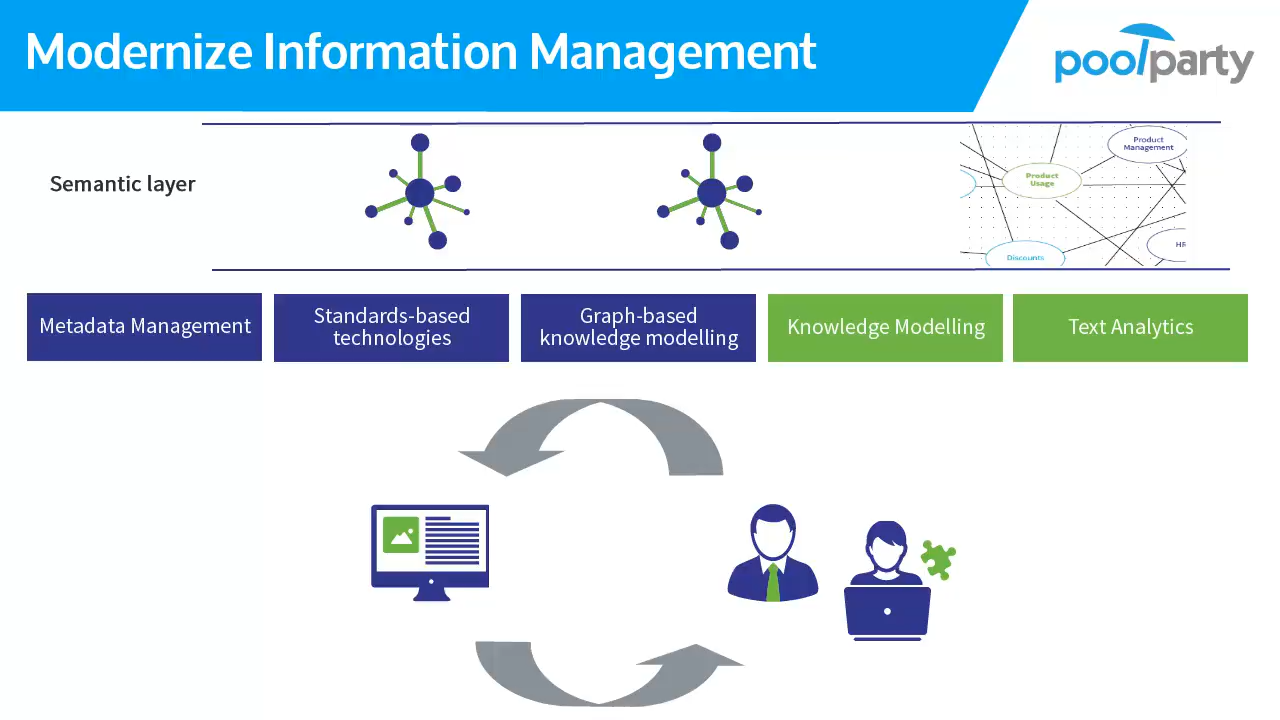 Modernize Information Management
poolparty
Semantic layer
Product
Management
Product
Usage
HR
Discounts
Metadata Management
Standards-based
technologies
Graph-based
knowledge modelling
Knowledge Modelling
Text Analytics